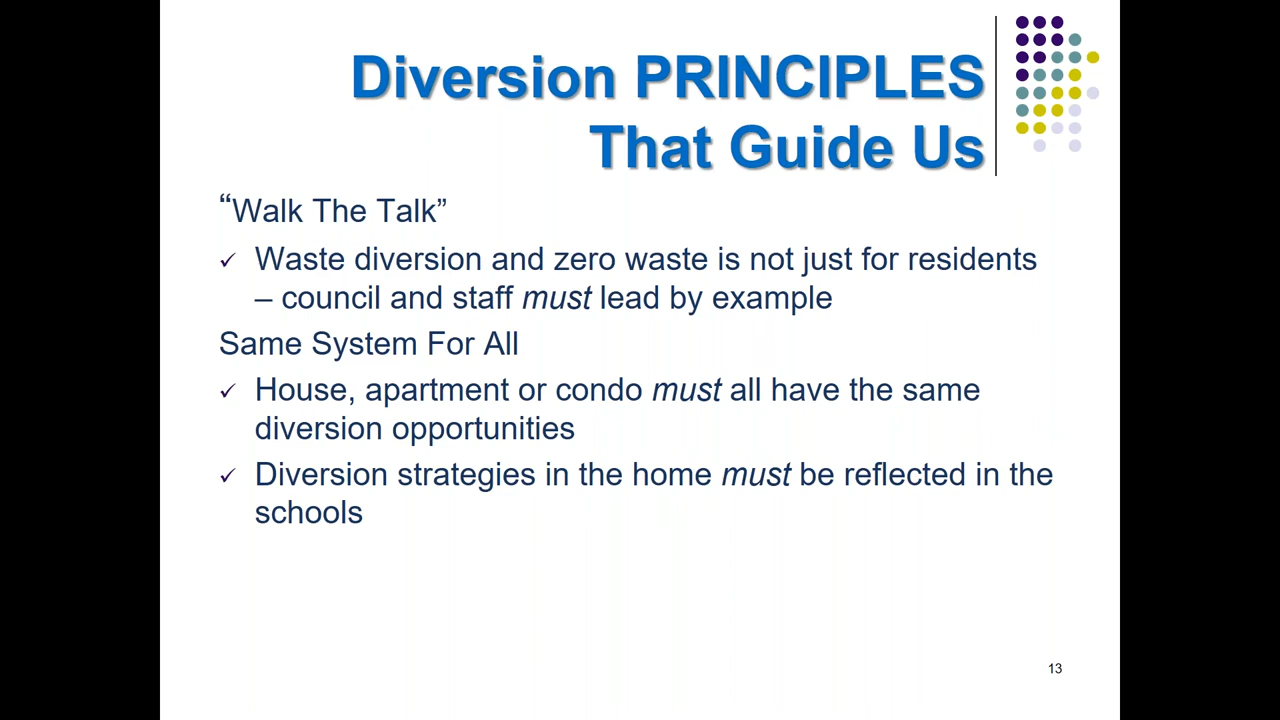 Diversion PRINCIPLES
That Guide Us
“Walk The Talk”
✓ Waste diversion and zero waste is not just for residents
– council and staff must lead by example
Same System For All
✓ House, apartment or condo must all have the same
diversion opportunities
✓ Diversion strategies in the home must be reflected in the
schools
13